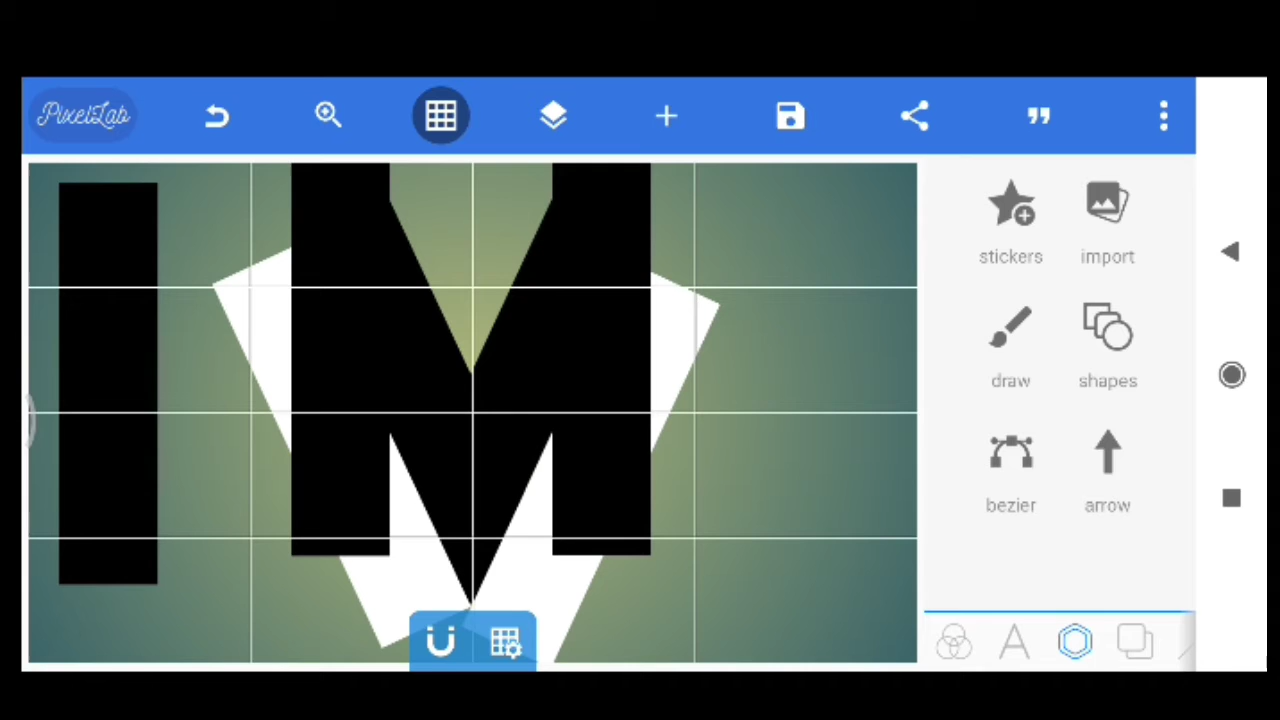 PixelLab
stickers
import
draw
shapes
bezier
arrow
M